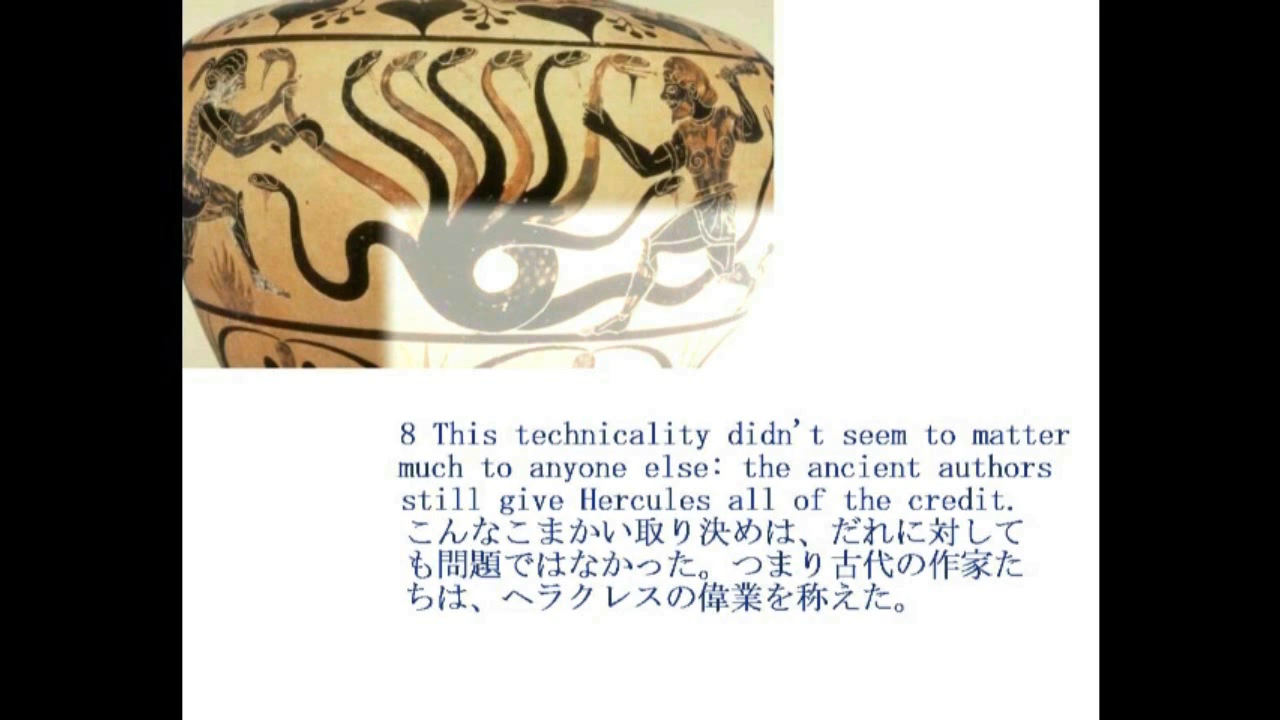 8 This technicality didn't seem to matter
much to anyone else: the ancient authors
still give Hercules all of the credit.
こんなこまかい取り決めは、だれに対して
も問題ではなかった。つまり古代の作家た
ちは、ヘラクレスの偉業を称えた。